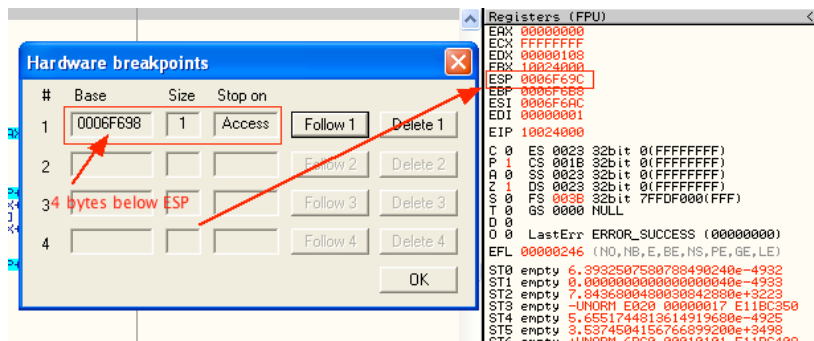 Registers (FPU) <
EAX 00000000
ECX FFFFFFFF
EDX 00000108
EBX 10024000
ESP 0006F69C
EBP 0006F6B8
ESI 0006F6AC
EDI 00000001
EIP 10024000
C 0 ES 0023 32bit 0(FFFFFFFF)
P 1 CS 001B 32bit 0(FFFFFFFF)
A 0 SS 0023 32bit 0(FFFFFFFF)
Z 1 DS 0023 32bit 0(FFFFFFFF)
S 0 FS 003B 32bit 7FFDF000(FFF)
T 0 GS 0000 NULL
D 0
O 0 LastErr ERROR_SUCCESS (00000000)
EFL 00000246 (NO,NB,E,BE,NS,PE,GE,LE)
ST0 empty 6.3932507580788490240e-4932
ST1 empty 0.0000000000000000040e-4933
ST2 empty 7.8436800480030842880e+3223
ST3 empty -UNORM E020 00000017 E11BC350
ST4 empty 5.6551744813614919680e-4925
ST5 empty 3.5374504156766899200e+3498
Hardware breakpoints
# Base Size Stop on
1 0006F698 1 Access Follow 1 Delete 1
2 Follow 2 Delete 2
3 Follow 3 Delete 3
4 bytes below ESP
4 Follow 4 Delete 4
OK